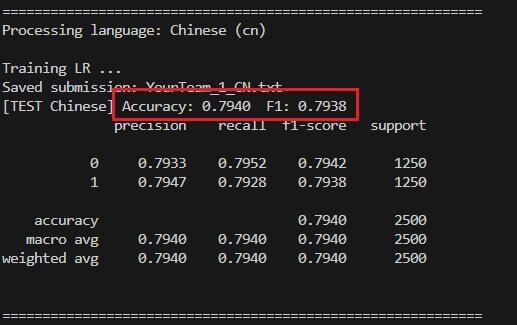 ================================================================
Processing language: Chinese (cn)
Training LR ...
Saved submission: YourTeam_1_CN.txt
[TEST Chinese] Accuracy: 0.7940  F1: 0.7938
precision    recall  f1-score   support
0     0.7933    0.7952    0.7942      1250
1     0.7947    0.7928    0.7938      1250
accuracy                         0.7940      2500
macro avg     0.7940    0.7940    0.7940      2500
weighted avg     0.7940    0.7940    0.7940      2500
================================================================